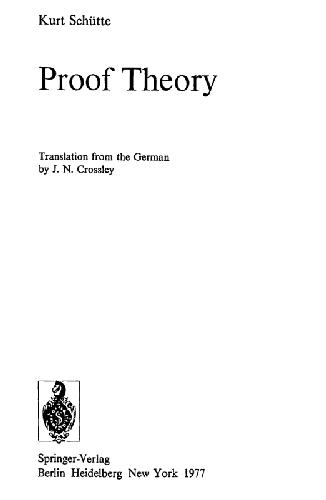 Kurt Schütte
Proof Theory
Translation from the German
by J. N. Crossley
Springer-Verlag
Berlin Heidelberg New York 1977